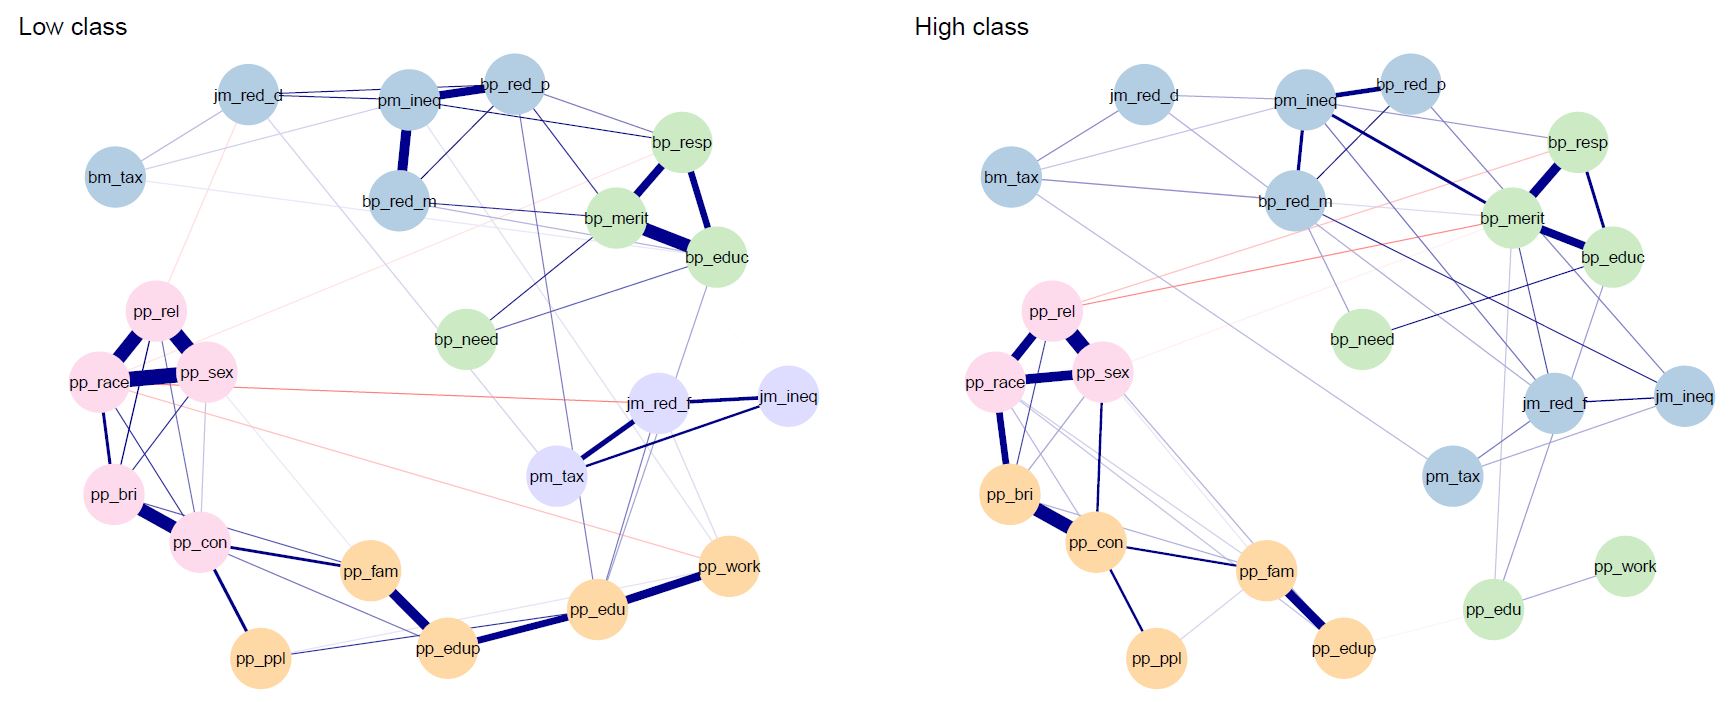 Low class
jm_red_d
pm_ineq
bp_red_p
bp_resp
bm_tax
bp_red_m
bp_merit
bp_educ
pp_rel
bp_need
pp_race
pp_sex
jm_red_f
jm_ineq
pm_tax
pp_bri
pp_con
pp_fam
pp_work
pp_edu
pp_edup
pp_ppl
High class
jm_red_d
pm_ineq
bp_red_p
bp_resp
bm_tax
bp_red_m
bp_merit
bp_educ
pp_rel
bp_need
pp_race
pp_sex
jm_red_f
jm_ineq
pm_tax
pp_bri
pp_con
pp_fam
pp_work
pp_edu
pp_edup
pp_ppl